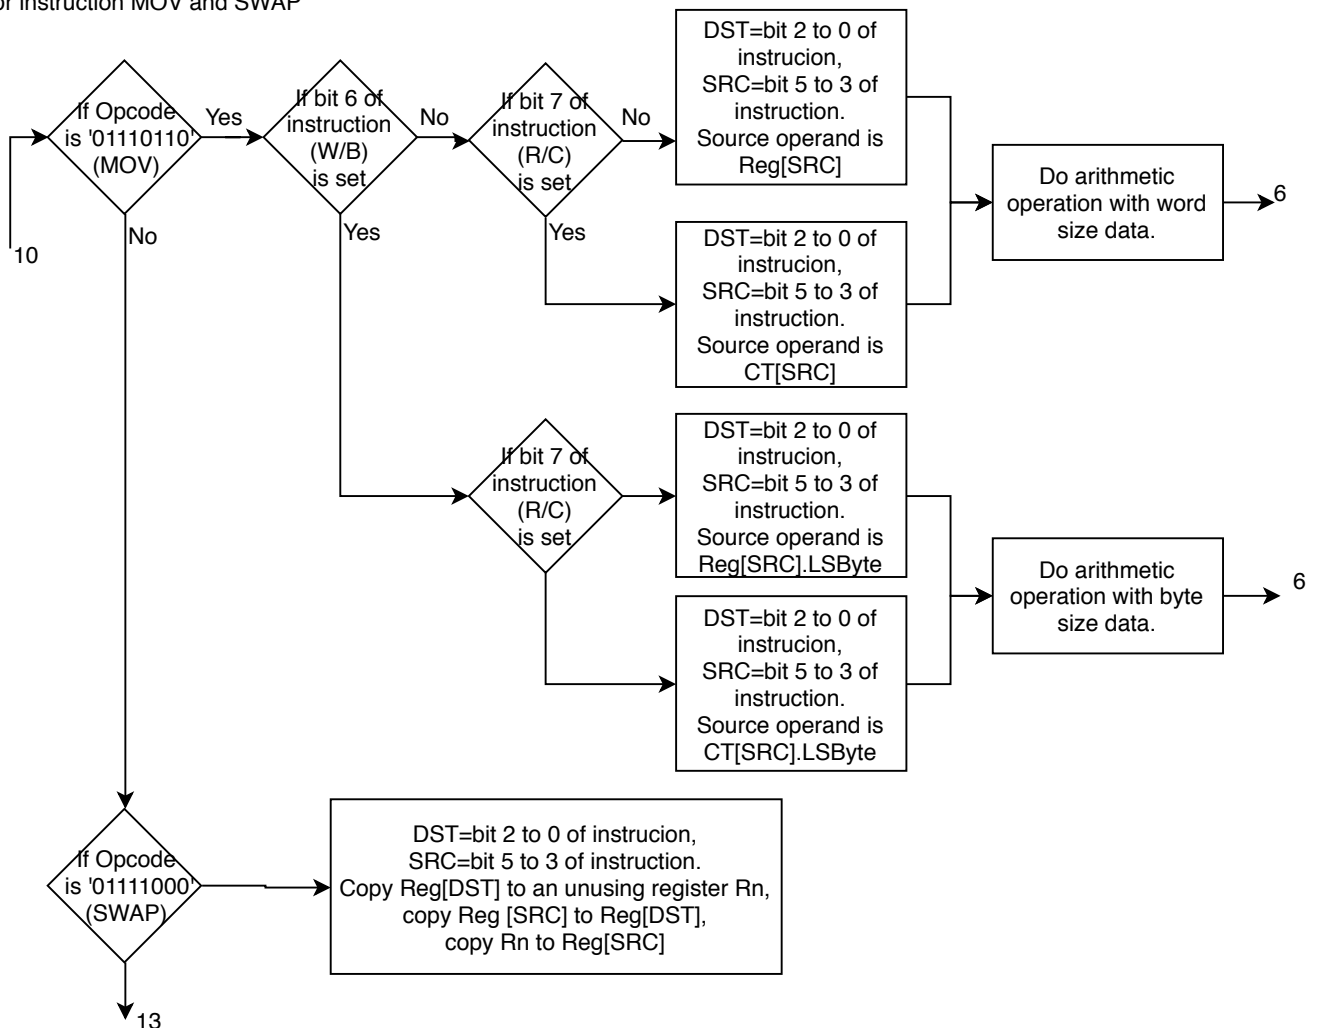 or instruction MOV and SWAP
If Opcode
is '01110110'
(MOV)
Yes
No
10
If bit 6 of
instruction
(W/B)
is set
No
Yes
If bit 7 of
instruction
(R/C)
is set
No
Yes
DST=bit 2 to 0 of
instrucion,
SRC=bit 5 to 3 of
instruction.
Source operand is
Reg[SRC]
DST=bit 2 to 0 of
instrucion,
SRC=bit 5 to 3 of
instruction.
Source operand is
CT[SRC]
Do arithmetic
operation with word
size data.
6
If bit 7 of
instruction
(R/C)
is set
DST=bit 2 to 0 of
instrucion,
SRC=bit 5 to 3 of
instruction.
Source operand is
Reg[SRC].LSByte
DST=bit 2 to 0 of
instrucion,
SRC=bit 5 to 3 of
instruction.
Source operand is
CT[SRC].LSByte
Do arithmetic
operation with byte
size data.
6
If Opcode
is '01111000'
(SWAP)
DST=bit 2 to 0 of instrucion,
SRC=bit 5 to 3 of instruction.
Copy Reg[DST] to an unusing register Rn,
copy Reg [SRC] to Reg[DST],
copy Rn to Reg[SRC]
13